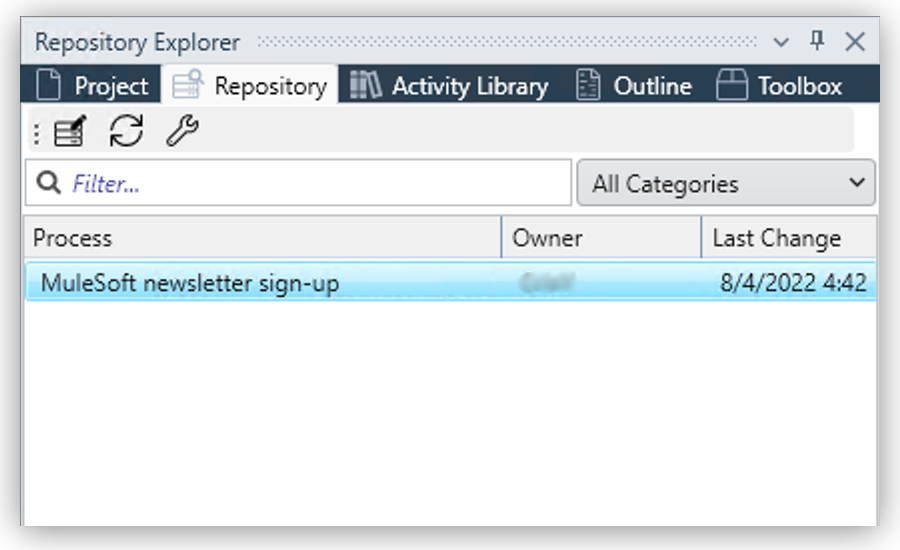 Repository Explorer
Project Repository Activity Library Outline Toolbox
Filter... All Categories
Process Owner Last Change
MuleSoft newsletter sign-up 8/4/2022 4:42